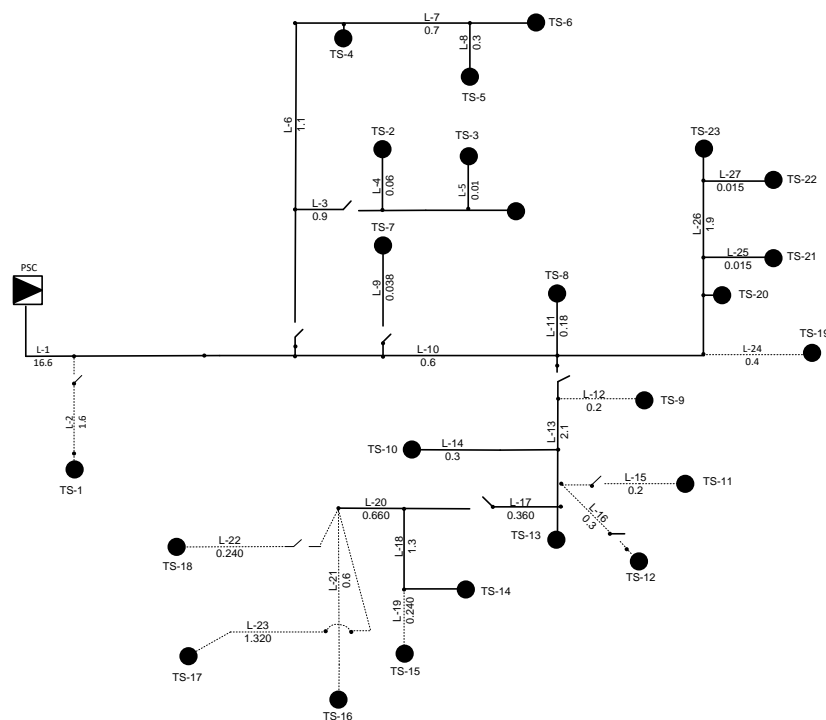 L-7
0.7
TS-6
TS-4
L-8
0.3
TS-5
L-6
1.1
TS-2
TS-3
TS-23
L-27
0.015
TS-22
L-4
0.06
L-5
0.01
L-3
0.9
TS-7
L-26
1.9
L-25
0.015
TS-21
PSC
TS-8
L-9
0.038
TS-20
L-11
0.18
TS-19
L-1
16.6
L-10
0.6
L-24
0.4
L-2
1.6
L-12
0.2
TS-9
L-13
2.1
TS-10
L-14
0.3
TS-1
L-15
0.2
TS-11
L-20
0.660
L-17
0.360
L-16
0.3
TS-13
L-22
0.240
TS-18
L-18
1.3
TS-12
L-21
0.6
TS-14
L-19
0.240
L-23
1.320
TS-15
TS-17
TS-16